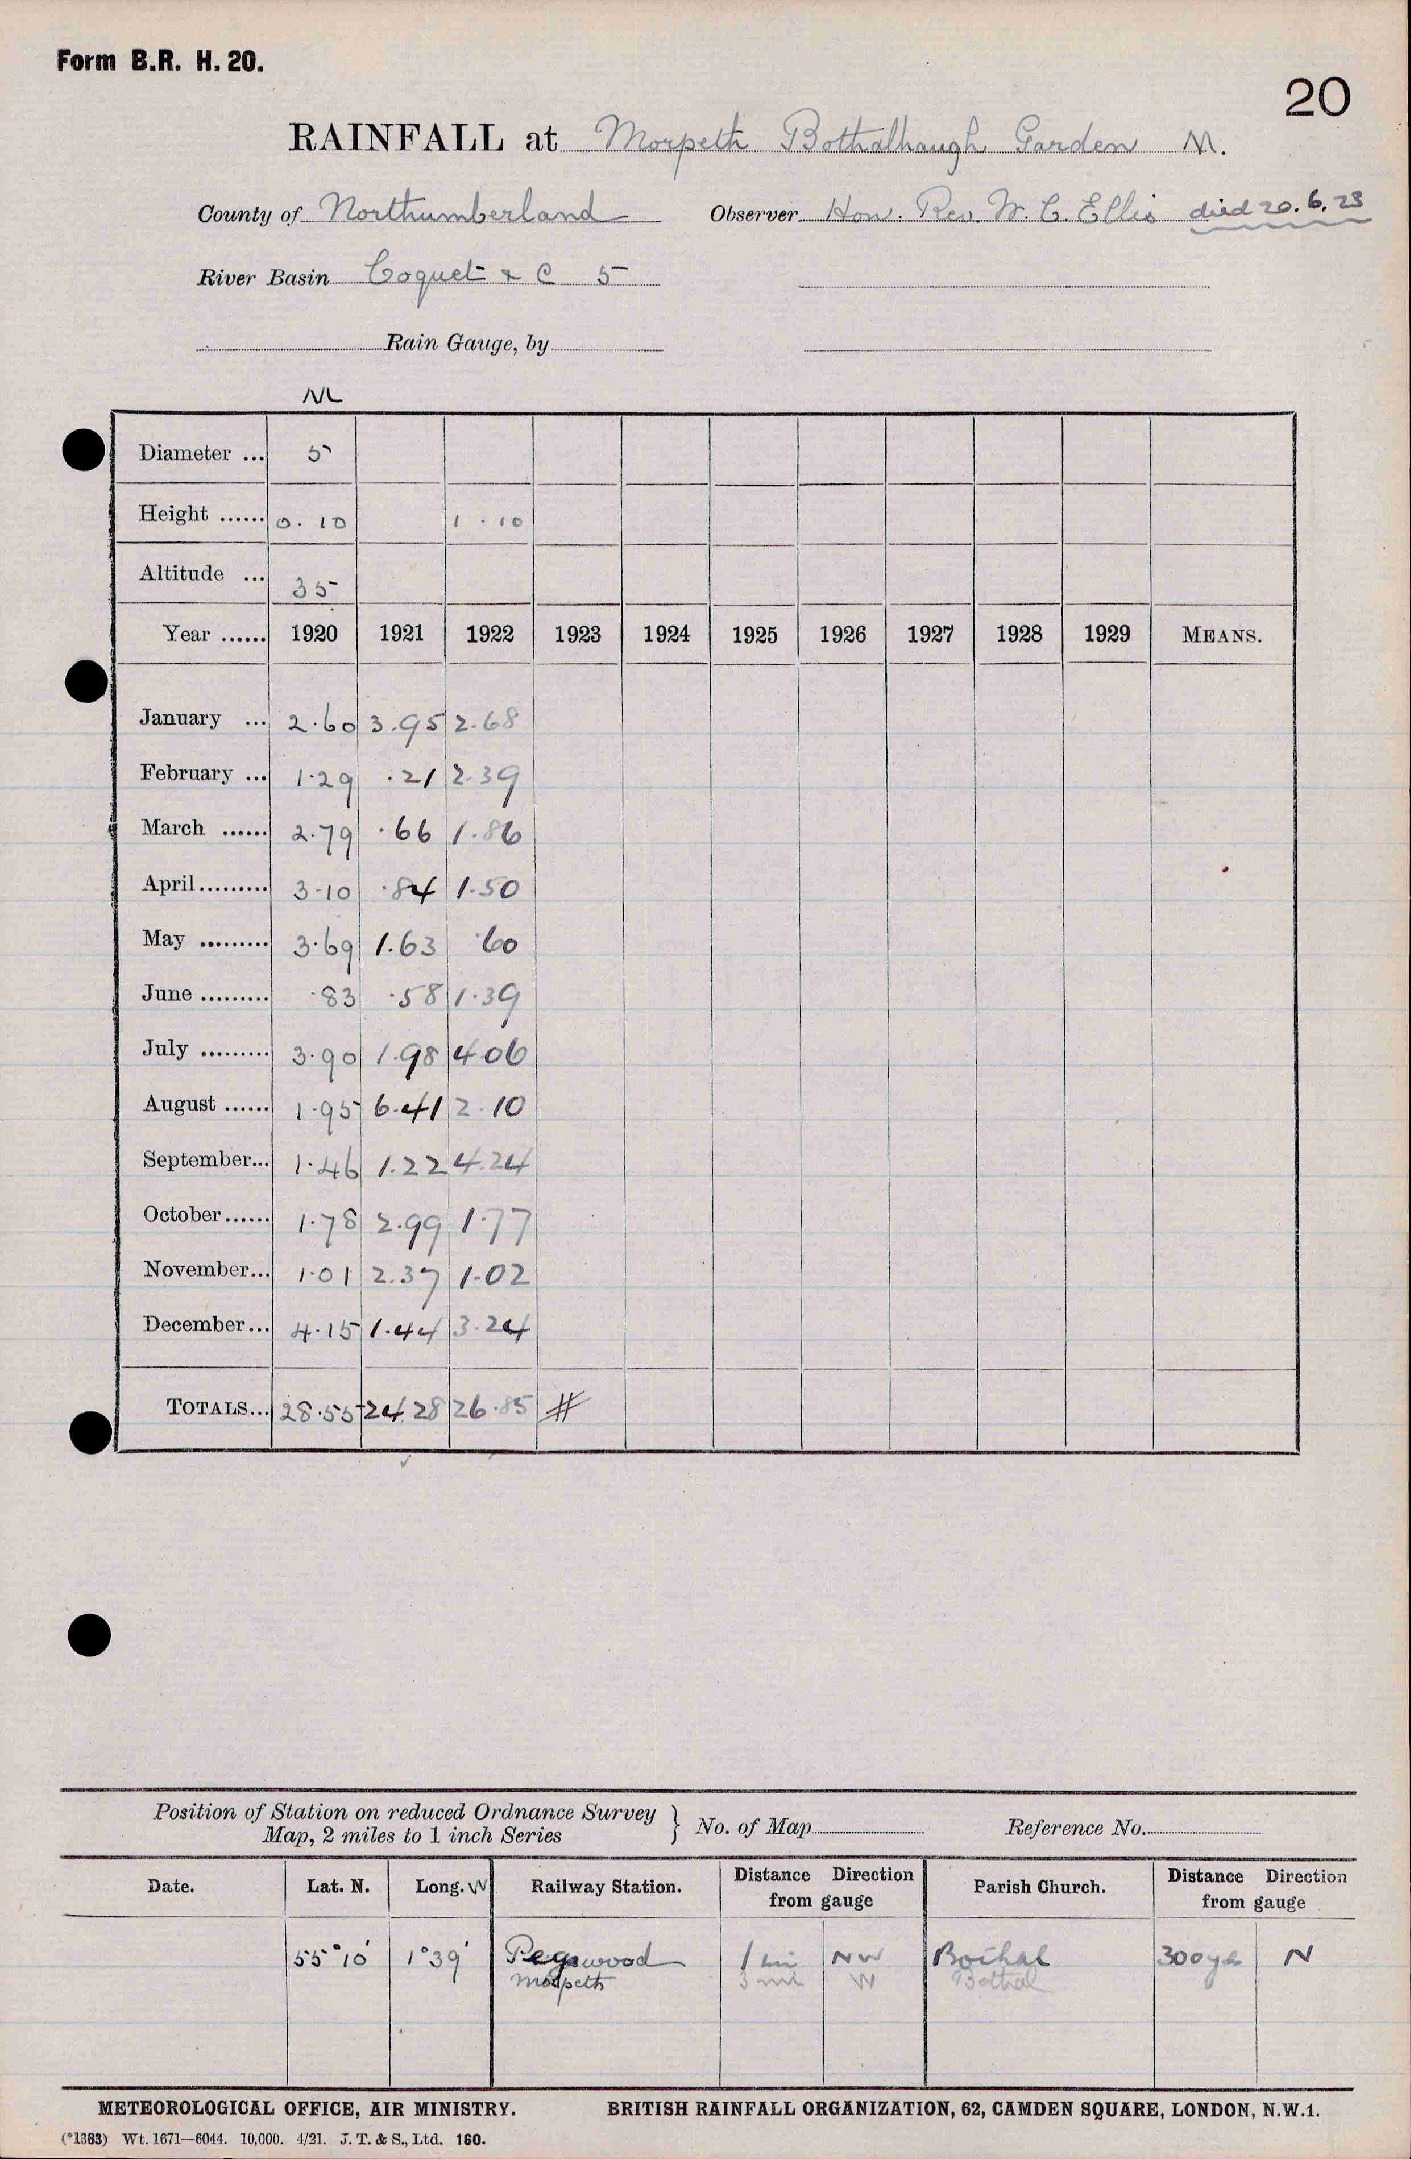 Form B.R. H. 20.
20
RAINFALL at Morpeth Bothalhaugh Garden M.
County of Northumberland Observer Hon. Rev. W. C. Ellis died 20.6.23
River Basin Coquet & C 5
Rain Gauge, by
M
Diameter ... 5
Height ...... 0.10 1.10
Altitude ... 35
Year ...... 1920 1921 1922 1923 1924 1925 1926 1927 1928 1929 MEANS.
January ... 2.60 3.95 2.68
February ... 1.29 .21 2.39
March ...... 2.79 .66 1.86
April ......... 3.10 .84 1.50
May ......... 3.69 1.63 .60
June ......... .83 .58 1.39
July ......... 3.90 1.98 4.06
August ...... 1.95 6.41 2.10
September... 1.46 1.22 4.24
October ...... 1.78 2.99 1.77
November... 1.01 2.37 1.02
December... 4.15 1.44 3.24
TOTALS... 28.55 24.28 26.85 #
Position of Station on reduced Ordnance Survey
Map, 2 miles to 1 inch Series } No. of Map Reference No.
Date. Lat. N. Long. W Railway Station. Distance Direction from gauge Parish Church. Distance Direction from gauge
55°10' 1°39' Pegswood 1 mi NW Bothal 300 yds N
Morpeth 3 mi W Bothal
METEOROLOGICAL OFFICE, AIR MINISTRY. BRITISH RAINFALL ORGANIZATION, 62, CAMDEN SQUARE, LONDON, N.W.1.
(*1383) Wt. 1671—6044. 10,000. 4/21. J. T. & S., Ltd. 160.